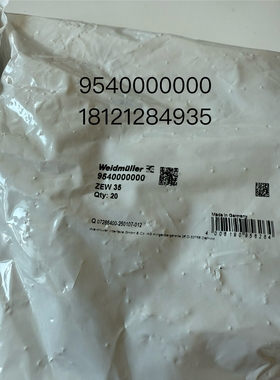 9540000000
18121284935
Weidmüller
9540000000
ZEW 35
Qty: 20
Made in Germany